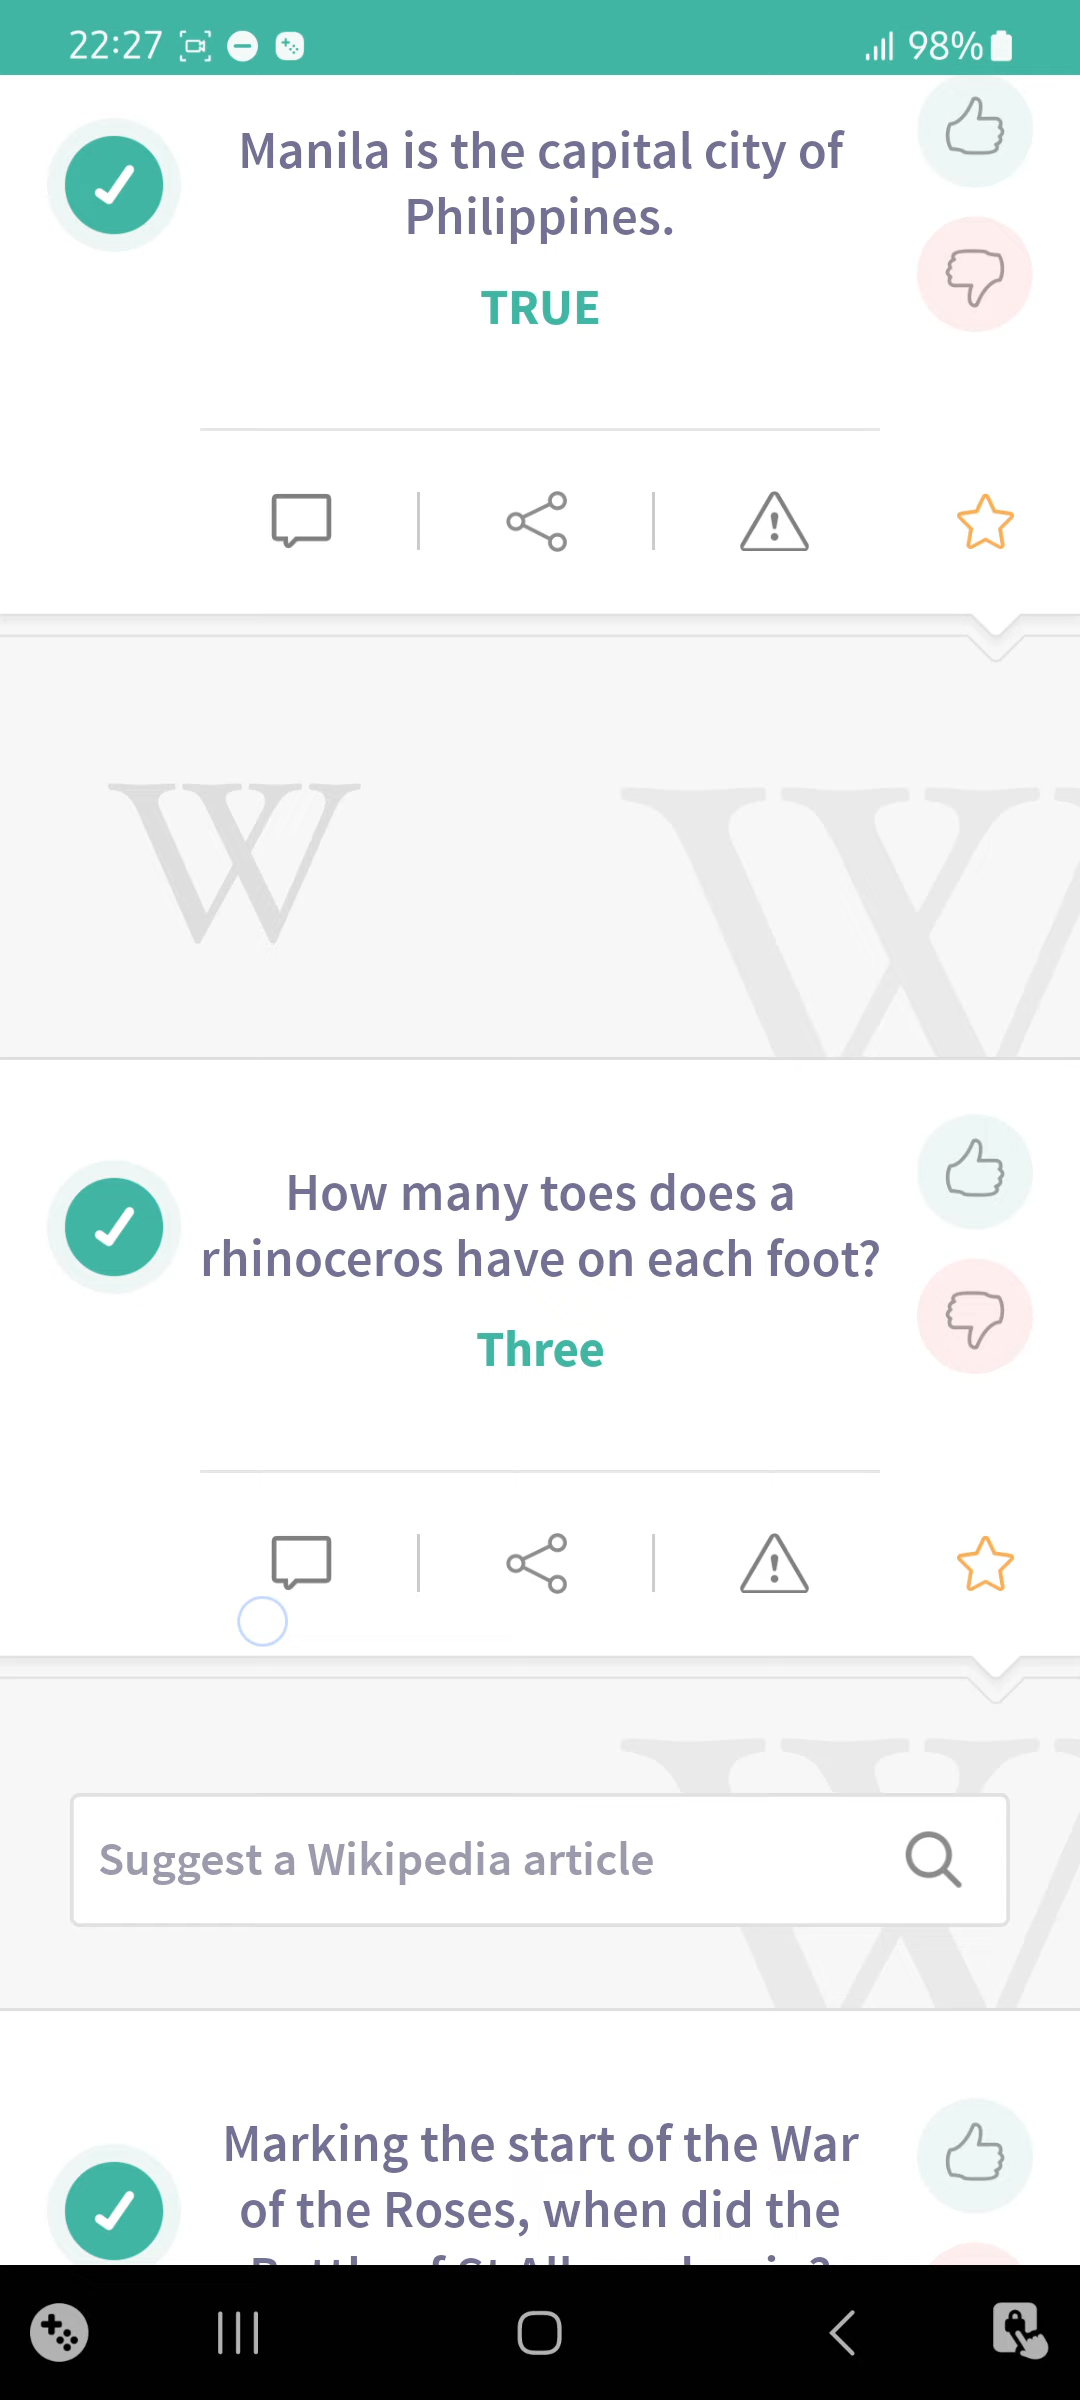 22:27
98%
Manila is the capital city of
Philippines.
TRUE
W
W
How many toes does a
rhinoceros have on each foot?
Three
Suggest a Wikipedia article
Marking the start of the War
of the Roses, when did the